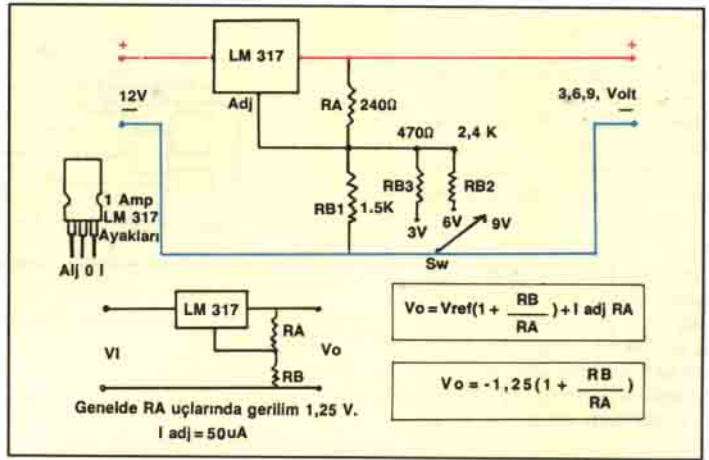 +
LM 317
+
12V
Adj
RA
240Ω
3,6,9, Volt
—
—
470Ω
2,4 K
1 Amp
LM 317
Ayakları
Alj 0 I
RB1
1.5K
RB3
RB2
3V
6V
9V
Sw
LM 317
RA
VI
Vo
RB
Genelde RA uçlarında gerilim 1,25 V.
I adj = 50uA
Vo = Vref(1 + RB/RA) + I adj RA
Vo = -1,25(1 + RB/RA)